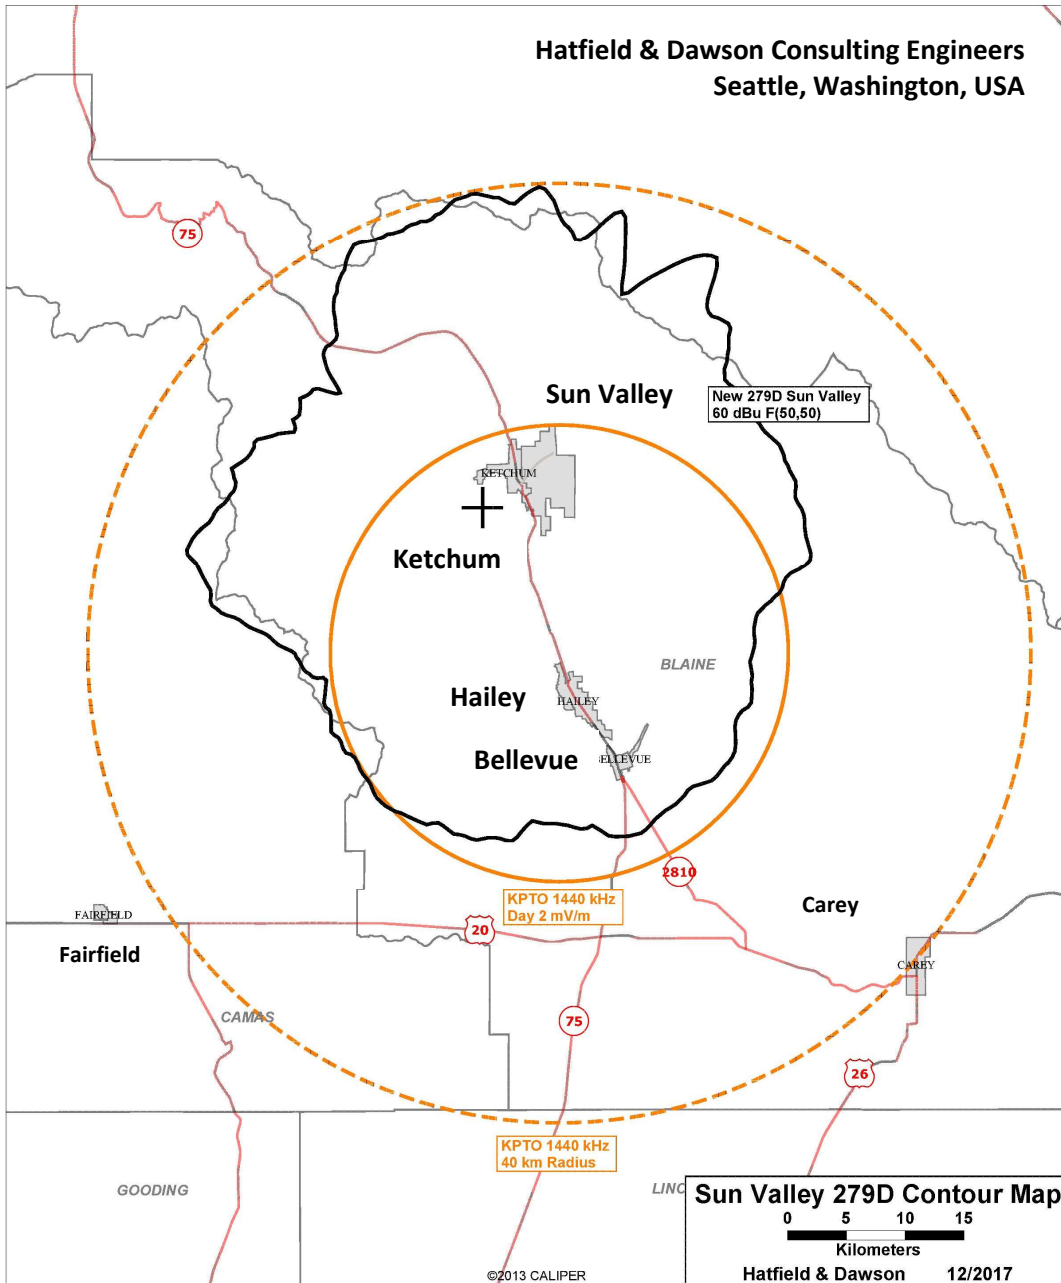 Hatfield & Dawson Consulting Engineers
Seattle, Washington, USA
75
Sun Valley
New 279D Sun Valley
60 dBu F(50,50)
KETCHUM
Ketchum
BLAINE
Hailey
HAILEY
Bellevue
ELLEVUE
2810
KPTO 1440 kHz
Day 2 mV/m
Carey
FAIRFIELD
20
Fairfield
CAREY
CAMAS
75
26
KPTO 1440 kHz
40 km Radius
GOODING
LINC
Sun Valley 279D Contour Map
0 5 10 15
Kilometers
Hatfield & Dawson 12/2017
©2013 CALIPER